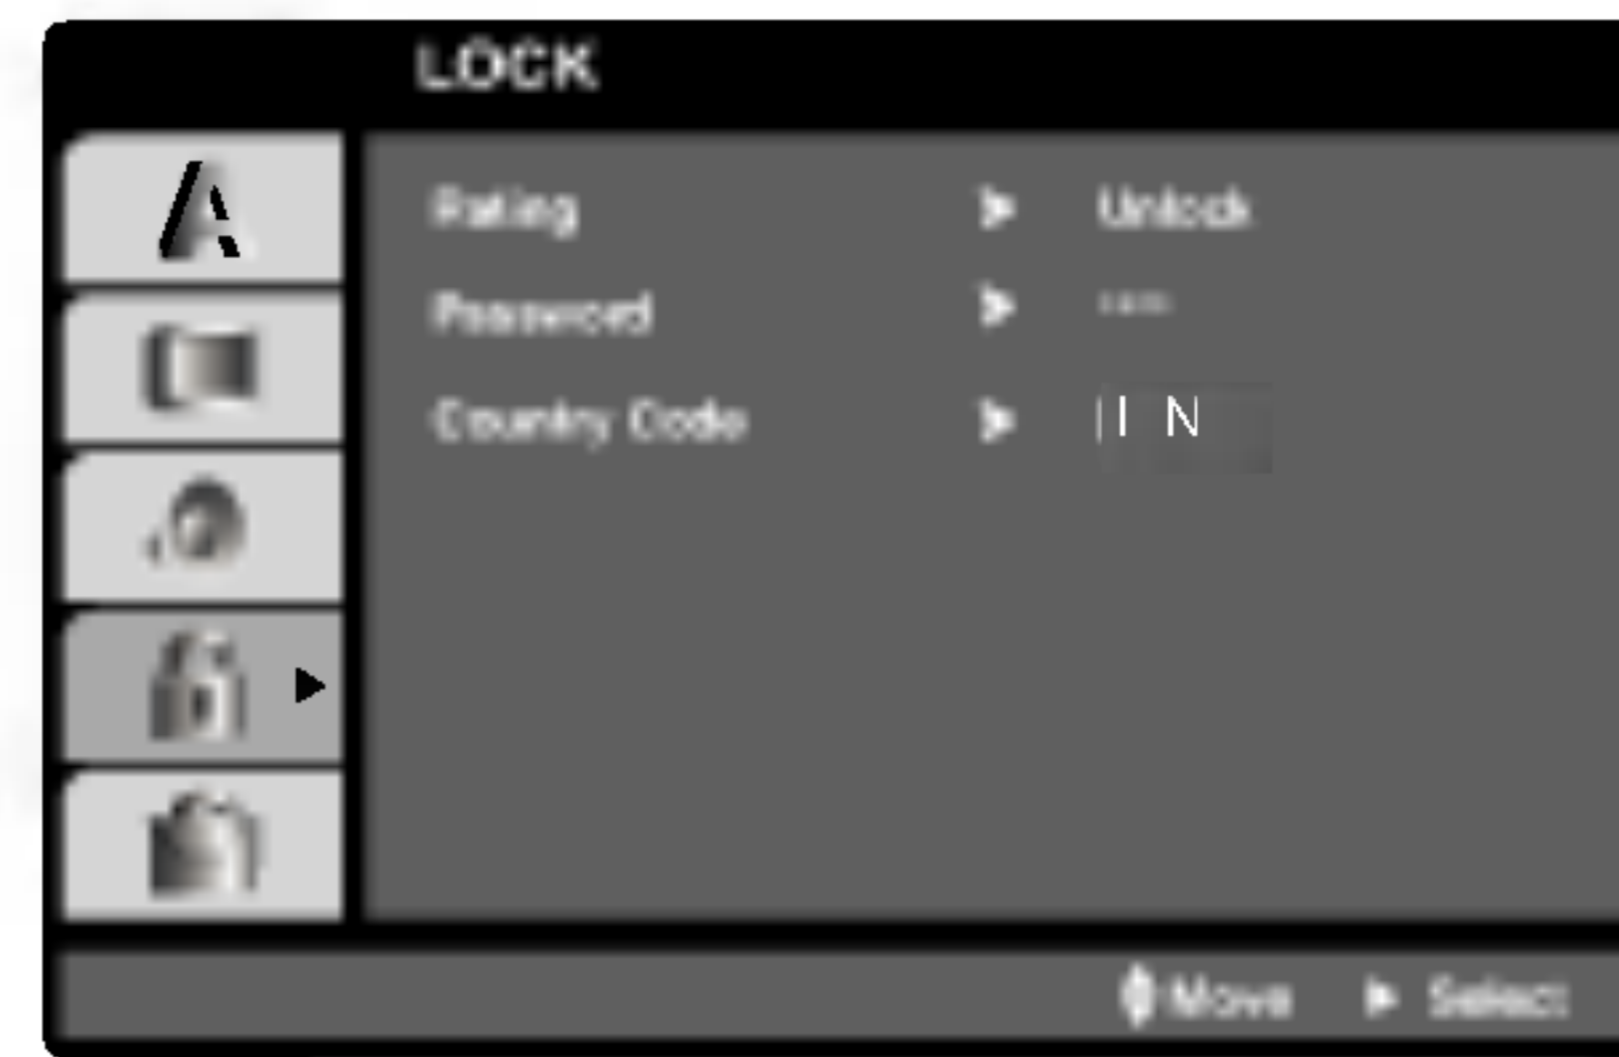 LOCK
A
Rating Unlock
Password ****
Country Code I N
Move Select